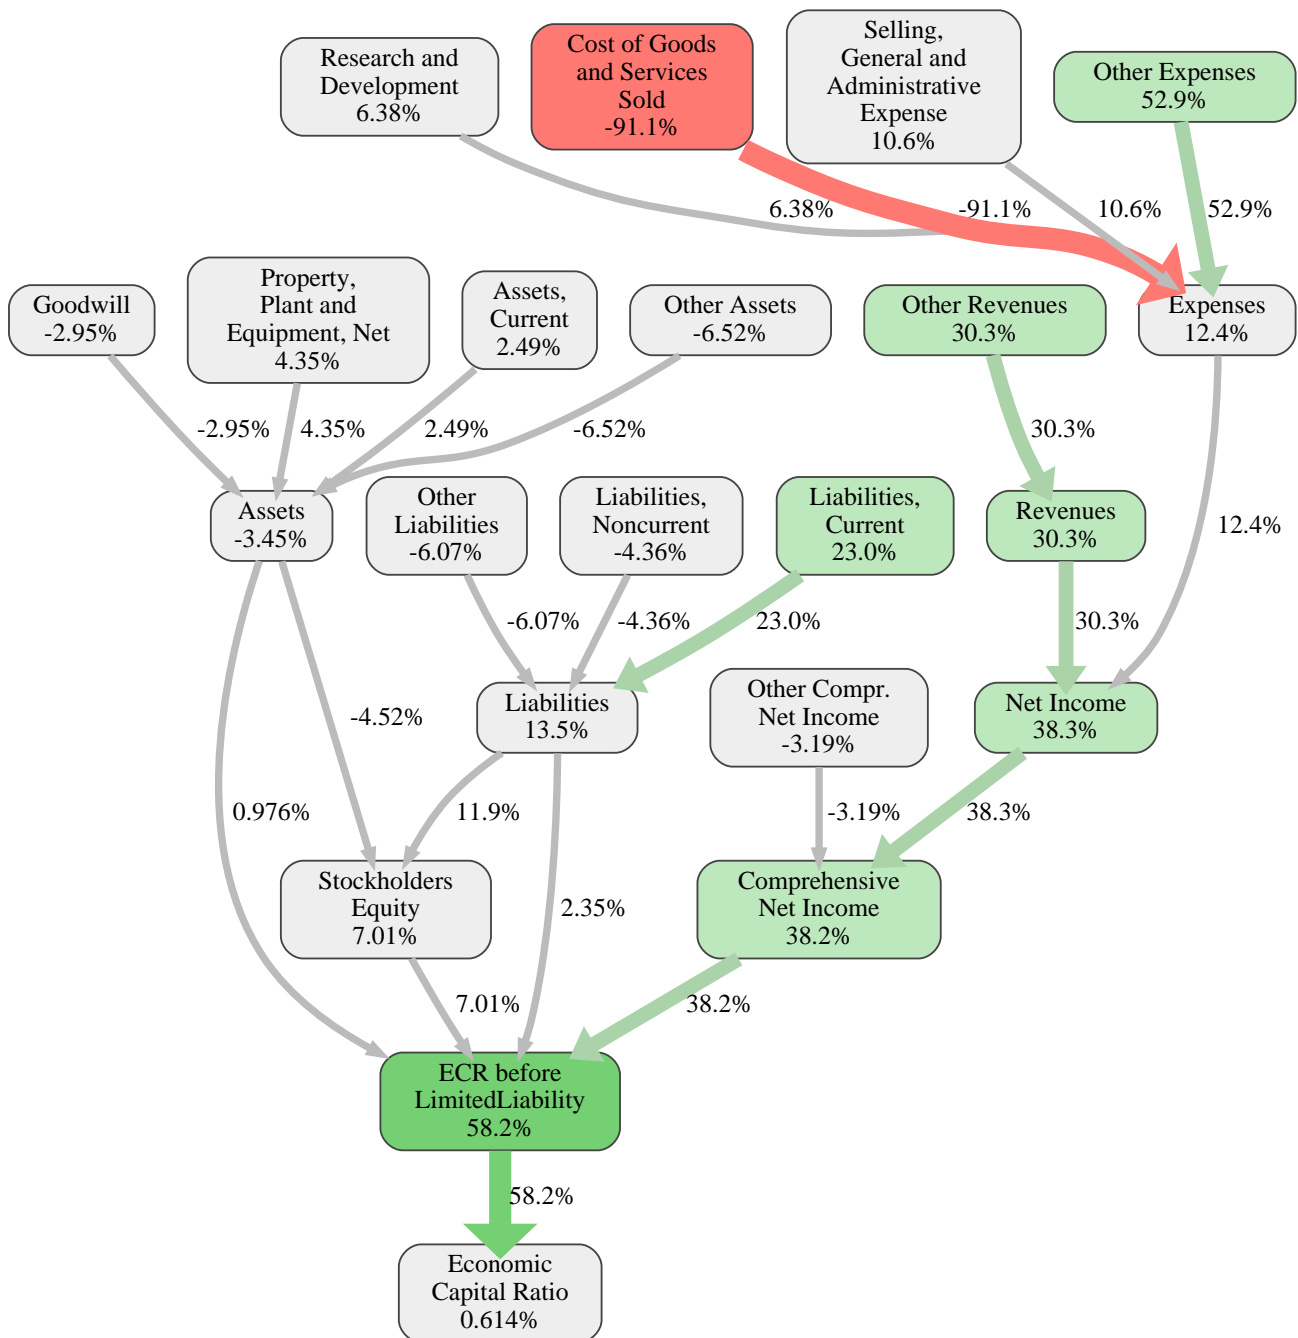 Research and
Development
6.38%
Cost of Goods
and Services
Sold
-91.1%
Selling,
General and
Administrative
Expense
10.6%
Other Expenses
52.9%
6.38%
-91.1%
10.6%
52.9%
Goodwill
-2.95%
Property,
Plant and
Equipment, Net
4.35%
Assets,
Current
2.49%
Other Assets
-6.52%
Other Revenues
30.3%
Expenses
12.4%
-2.95%
4.35%
2.49%
-6.52%
30.3%
12.4%
Assets
-3.45%
Other
Liabilities
-6.07%
Liabilities,
Noncurrent
-4.36%
Liabilities,
Current
23.0%
Revenues
30.3%
-6.07%
-4.36%
23.0%
30.3%
-4.52%
Liabilities
13.5%
Other Compr.
Net Income
-3.19%
Net Income
38.3%
0.976%
11.9%
-3.19%
38.3%
Stockholders
Equity
7.01%
2.35%
Comprehensive
Net Income
38.2%
7.01%
38.2%
ECR before
LimitedLiability
58.2%
58.2%
Economic
Capital Ratio
0.614%